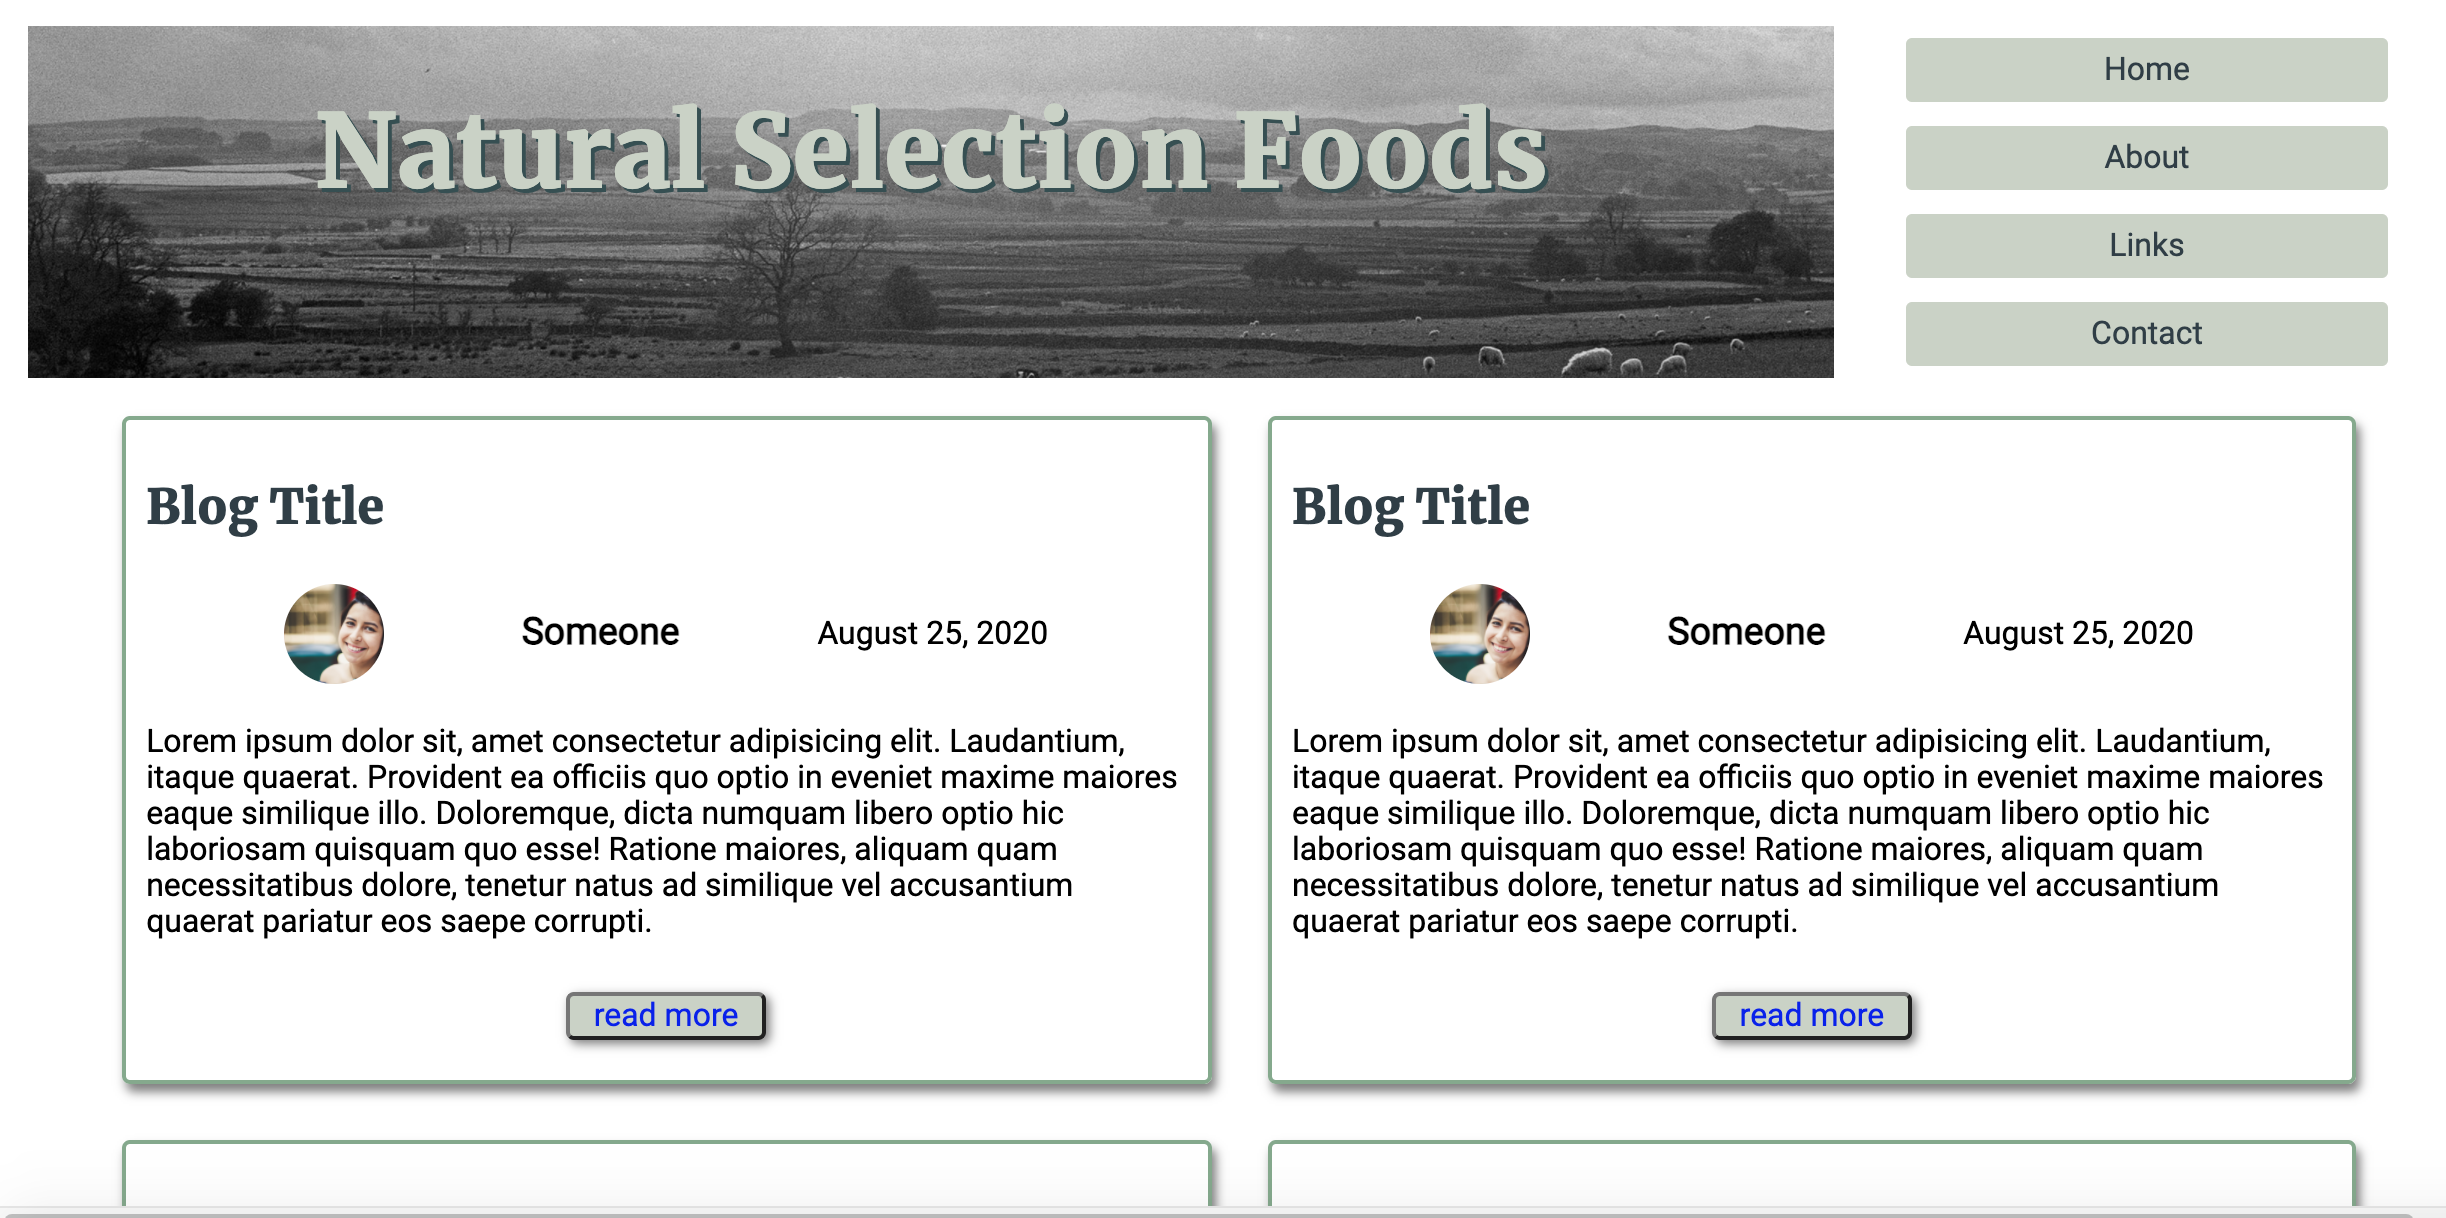 Natural Selection Foods
Home
About
Links
Contact
Blog Title
Someone
August 25, 2020
Lorem ipsum dolor sit, amet consectetur adipisicing elit. Laudantium,
itaque quaerat. Provident ea officiis quo optio in eveniet maxime maiores
eaque similique illo. Doloremque, dicta numquam libero optio hic
laboriosam quisquam quo esse! Ratione maiores, aliquam quam
necessitatibus dolore, tenetur natus ad similique vel accusantium
quaerat pariatur eos saepe corrupti.
read more
Blog Title
Someone
August 25, 2020
Lorem ipsum dolor sit, amet consectetur adipisicing elit. Laudantium,
itaque quaerat. Provident ea officiis quo optio in eveniet maxime maiores
eaque similique illo. Doloremque, dicta numquam libero optio hic
laboriosam quisquam quo esse! Ratione maiores, aliquam quam
necessitatibus dolore, tenetur natus ad similique vel accusantium
quaerat pariatur eos saepe corrupti.
read more